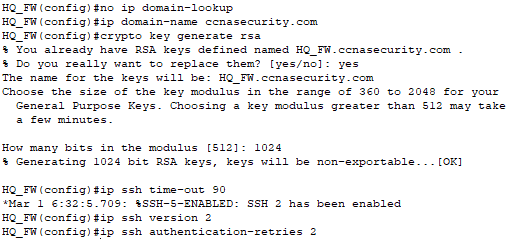 HQ_FW(config)#no ip domain-lookup
HQ_FW(config)#ip domain-name ccnasecurity.com
HQ_FW(config)#crypto key generate rsa
% You already have RSA keys defined named HQ_FW.ccnasecurity.com .
% Do you really want to replace them? [yes/no]: yes
The name for the keys will be: HQ_FW.ccnasecurity.com
Choose the size of the key modulus in the range of 360 to 2048 for your
General Purpose Keys. Choosing a key modulus greater than 512 may take
a few minutes.
How many bits in the modulus [512]: 1024
% Generating 1024 bit RSA keys, keys will be non-exportable...[OK]
HQ_FW(config)#ip ssh time-out 90
*Mar 1 6:32:5.709: %SSH-5-ENABLED: SSH 2 has been enabled
HQ_FW(config)#ip ssh version 2
HQ_FW(config)#ip ssh authentication-retries 2